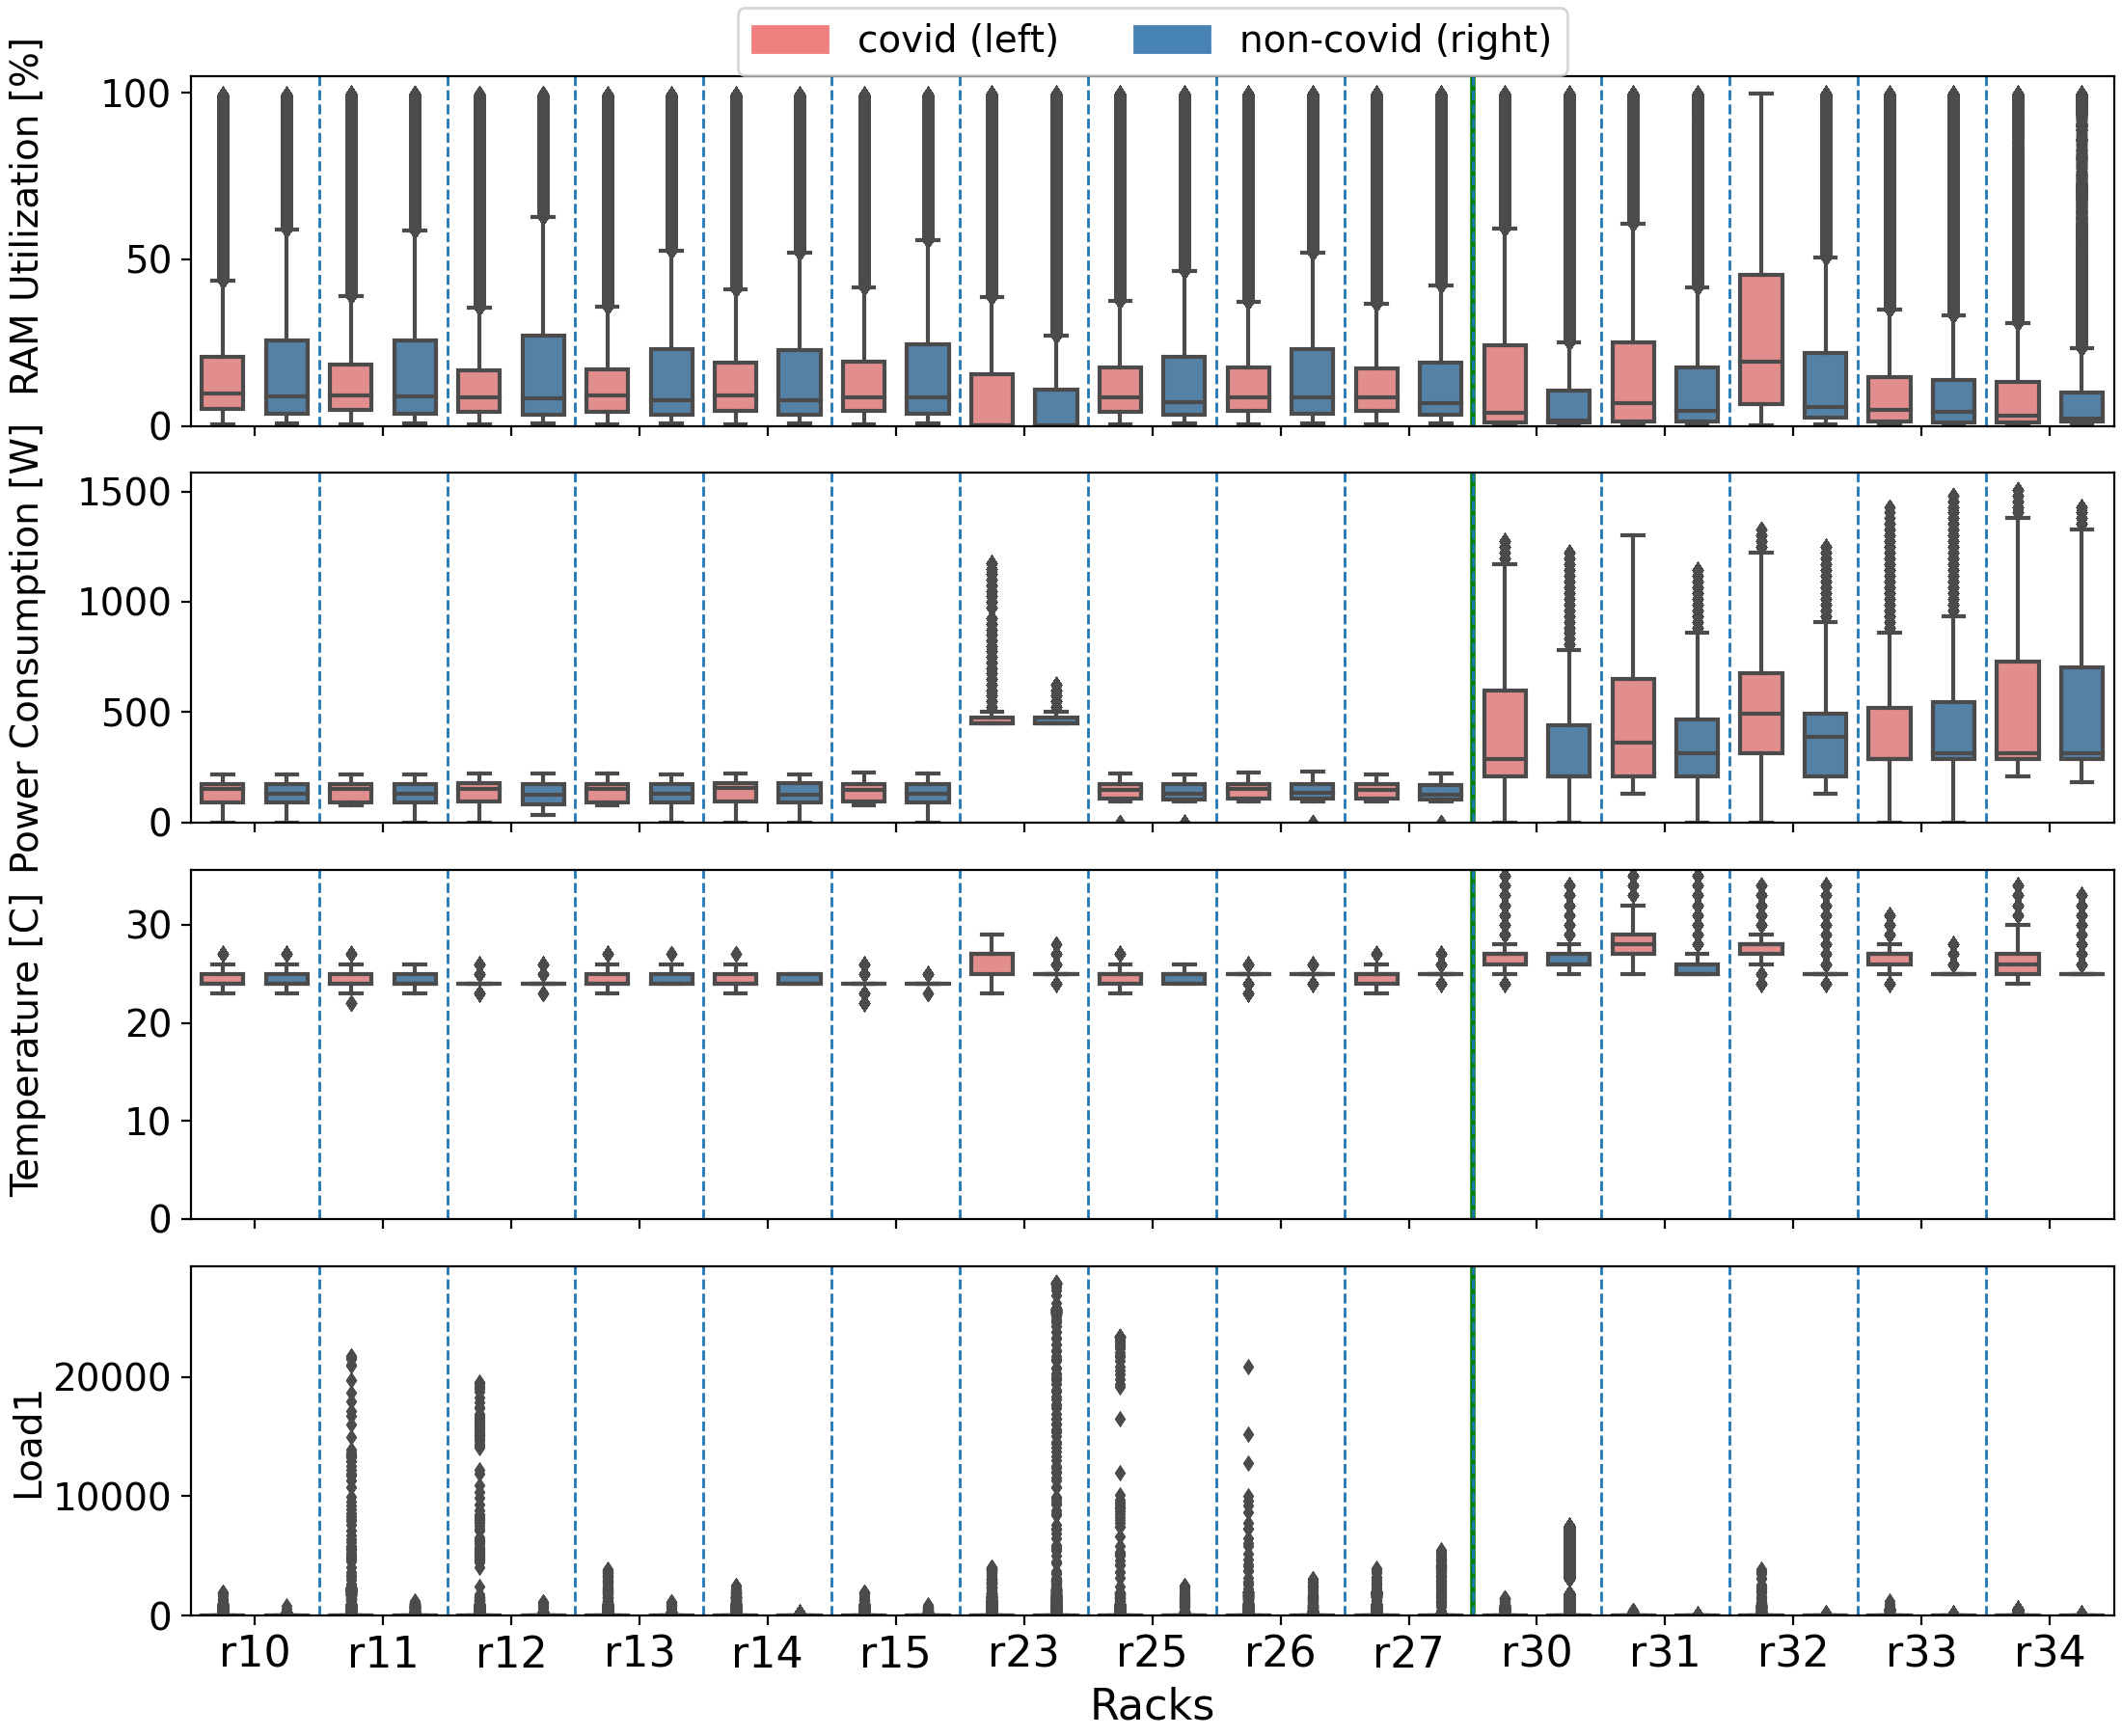 covid (left) non-covid (right)
RAM Utilization [%]
100
50
0
Power Consumption [W]
1500
1000
500
0
Temperature [C]
30
20
10
0
Load1
20000
10000
0
r10 r11 r12 r13 r14 r15 r23 r25 r26 r27 r30 r31 r32 r33 r34
Racks